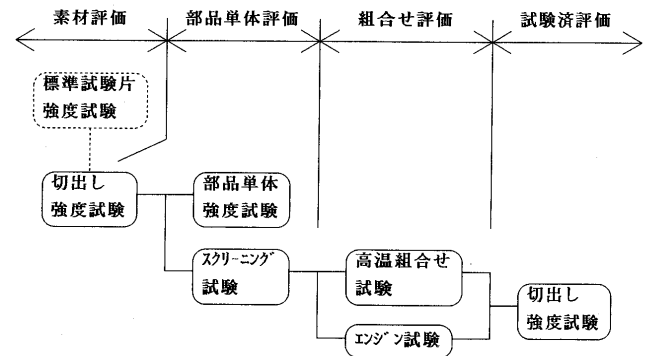 素材評価
部品単体評価
組合せ評価
試験済評価
標準試験片
強度試験
切出し
強度試験
部品単体
強度試験
スクリーニング
試験
高温組合せ
試験
エンジン試験
切出し
強度試験